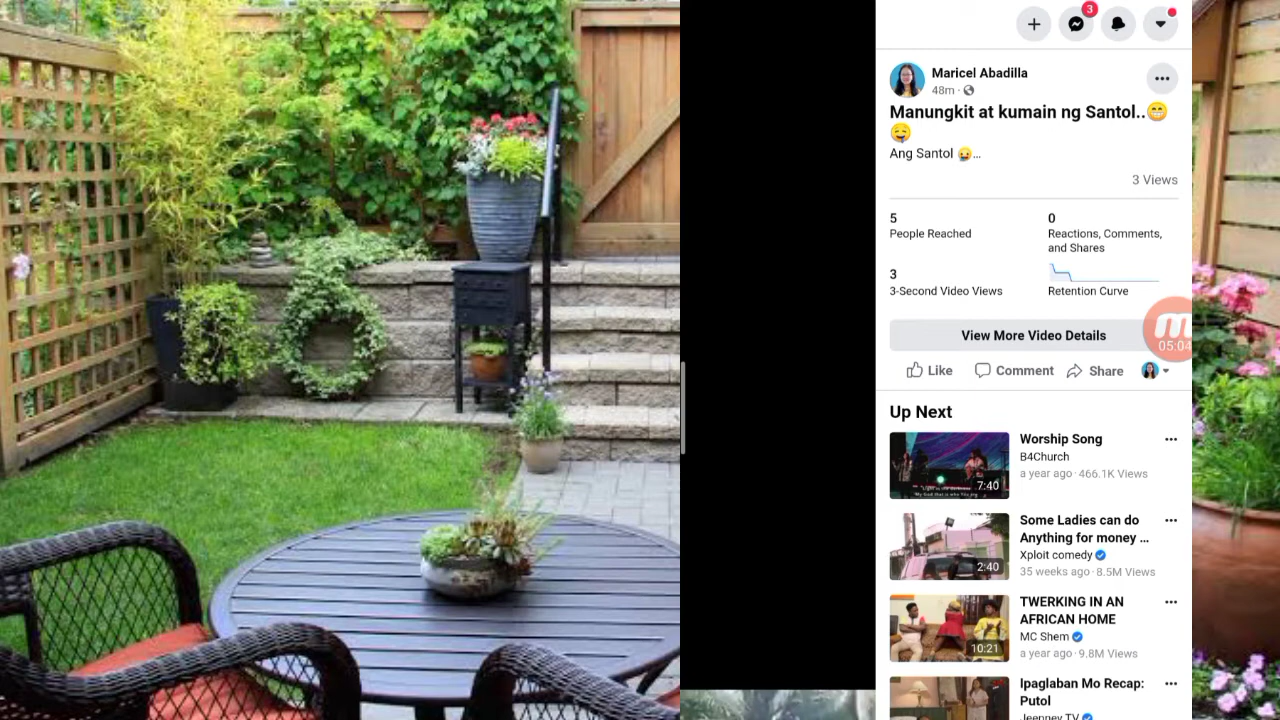 3
Maricel Abadilla
48m
Manungkit at kumain ng Santol..😁
🤤
Ang Santol 😛...
3 Views
5
People Reached
0
Reactions, Comments,
and Shares
3
3-Second Video Views
Retention Curve
View More Video Details
05:04
Like
Comment
Share
Up Next
Worship Song
B4Church
a year ago · 466.1K Views
7:40
Some Ladies can do
Anything for money ...
Xploit comedy
35 weeks ago · 8.5M Views
2:40
TWERKING IN AN
AFRICAN HOME
MC Shem
a year ago · 9.8M Views
10:21
Ipaglaban Mo Recap:
Putol
Jeepney TV